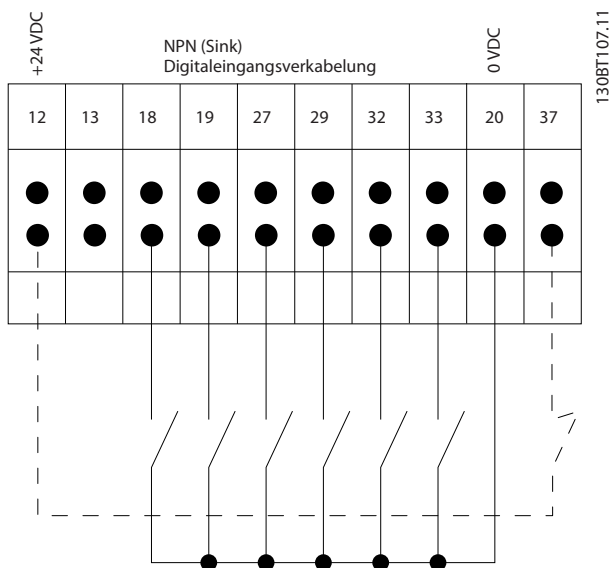 +24 VDC
NPN (Sink)
Digitaleingangsverkabelung
0 VDC
130BT107.11
12 13 18 19 27 29 32 33 20 37